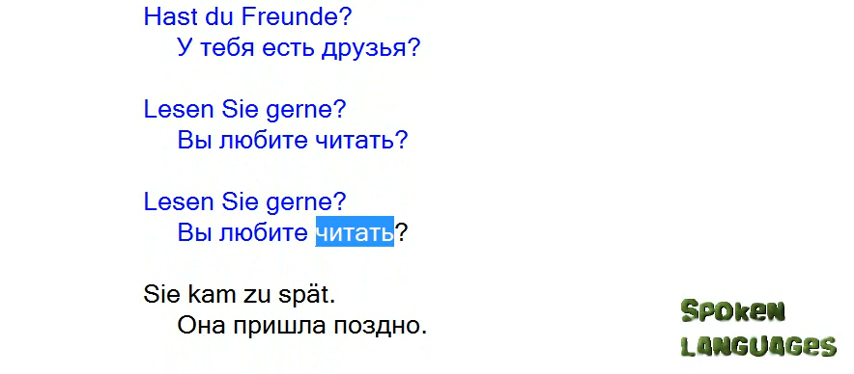 Hast du Freunde?
У тебя есть друзья?
Lesen Sie gerne?
Вы любите читать?
Lesen Sie gerne?
Вы любите читать?
Sie kam zu spät.
Она пришла поздно.
Spoken
Languages